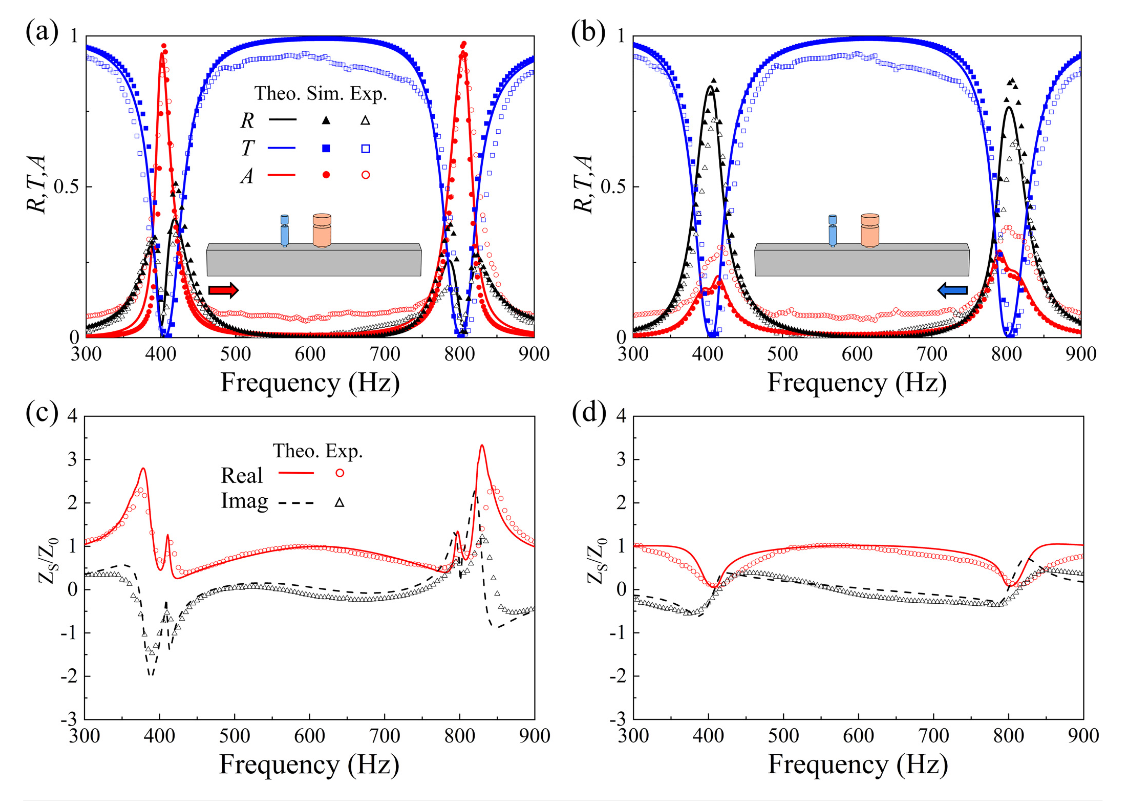 (a)
1
0.5
0
R,T,A
Theo. Sim. Exp.
R
T
A
300 400 500 600 700 800 900
Frequency (Hz)
(b)
1
0.5
0
R,T,A
300 400 500 600 700 800 900
Frequency (Hz)
(c)
4
3
2
1
0
-1
-2
-3
Z_S/Z_0
Theo. Exp.
Real
Imag
300 400 500 600 700 800 900
Frequency (Hz)
(d)
4
3
2
1
0
-1
-2
-3
Z_S/Z_0
300 400 500 600 700 800 900
Frequency (Hz)